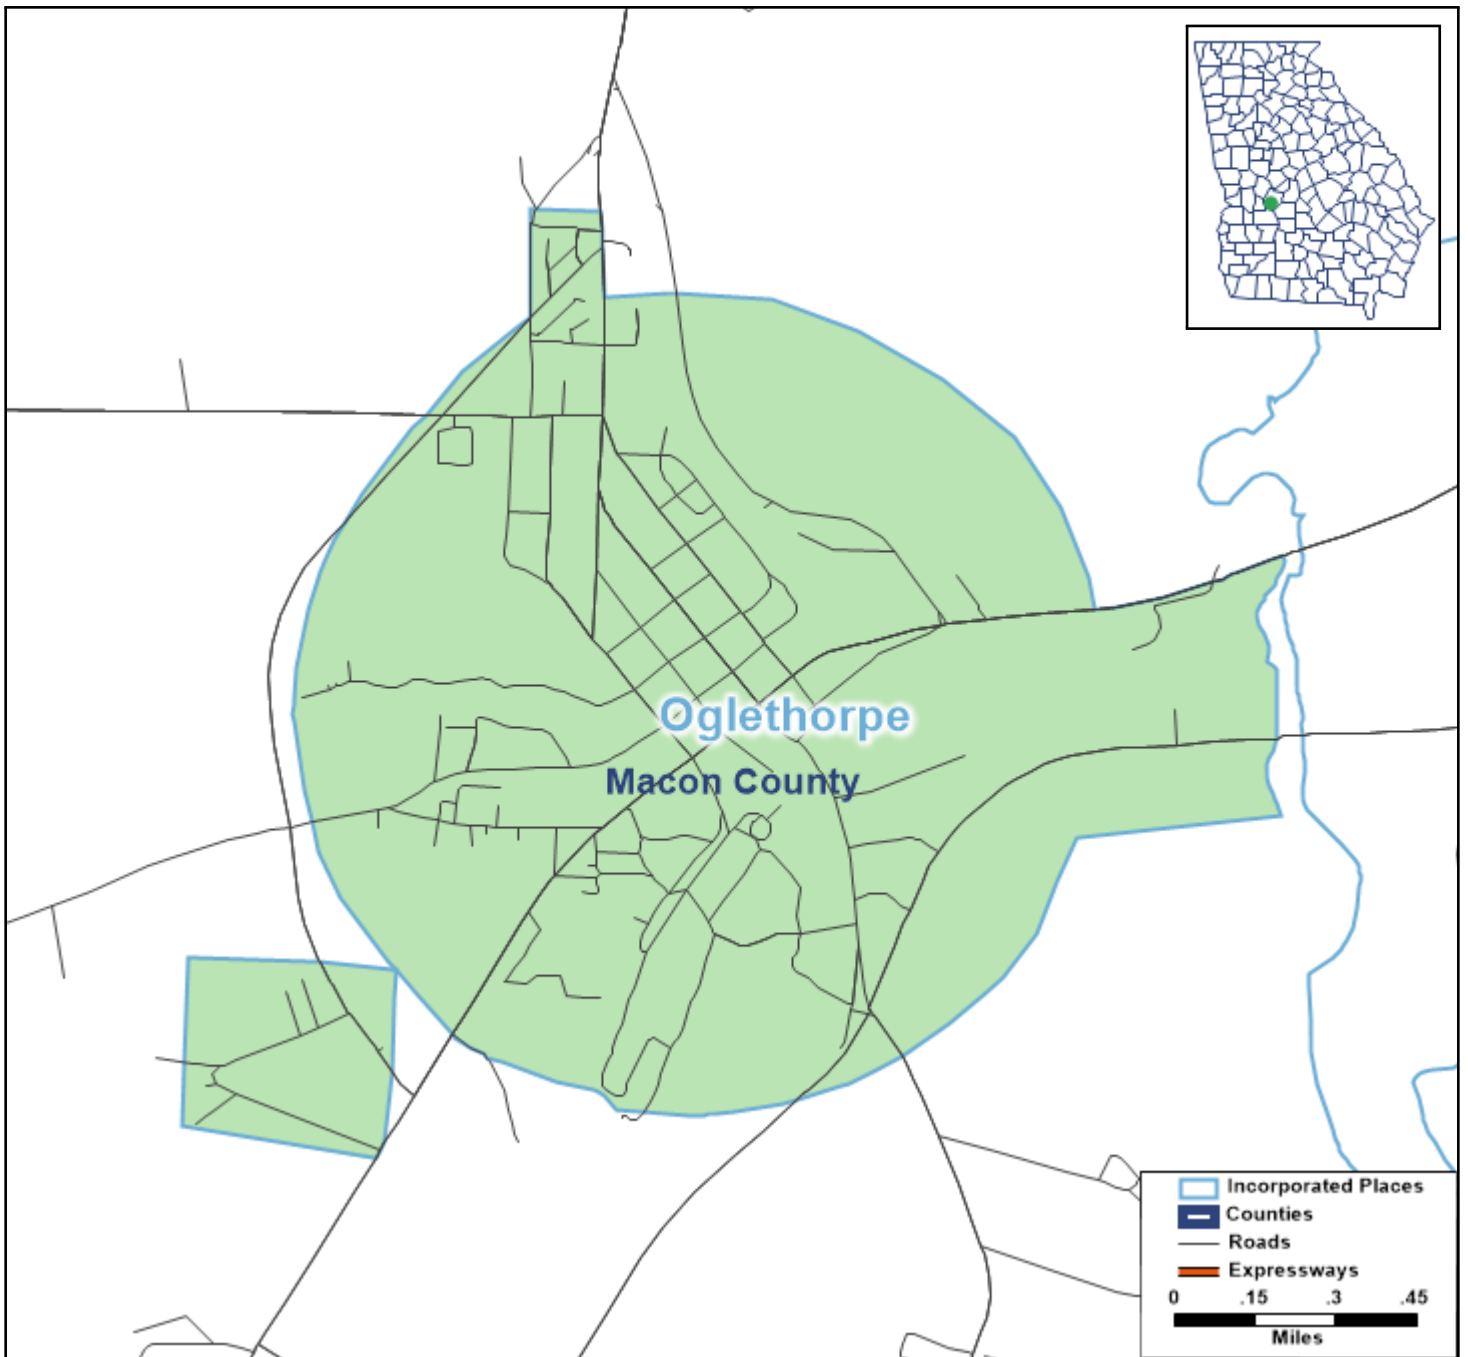 Oglethorpe
Macon County
Incorporated Places
Counties
Roads
Expressways
0 .15 .3 .45
Miles